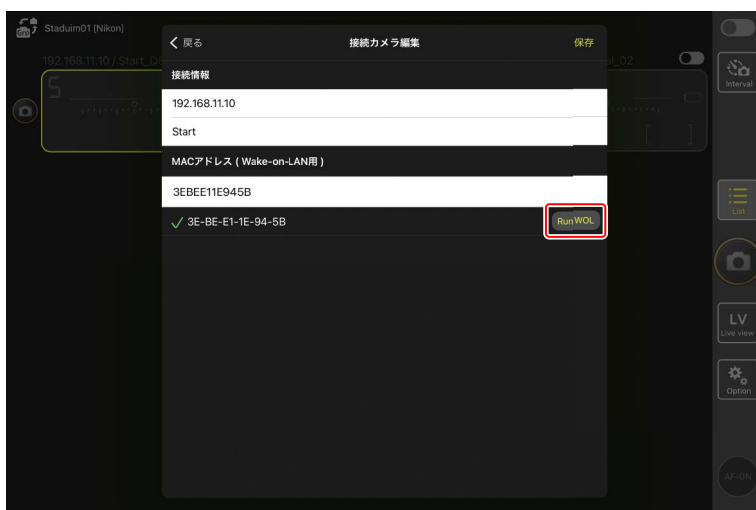 Staduim01 [Nikon]
192.168.11.10 / Start_D6
al_02
戻る
接続カメラ編集
保存
接続情報
192.168.11.10
Start
MACアドレス ( Wake-on-LAN用 )
3EBEE11E945B
3E-BE-E1-1E-94-5B
Run WOL
Interval
List
LV
Live view
Option
AF-ON